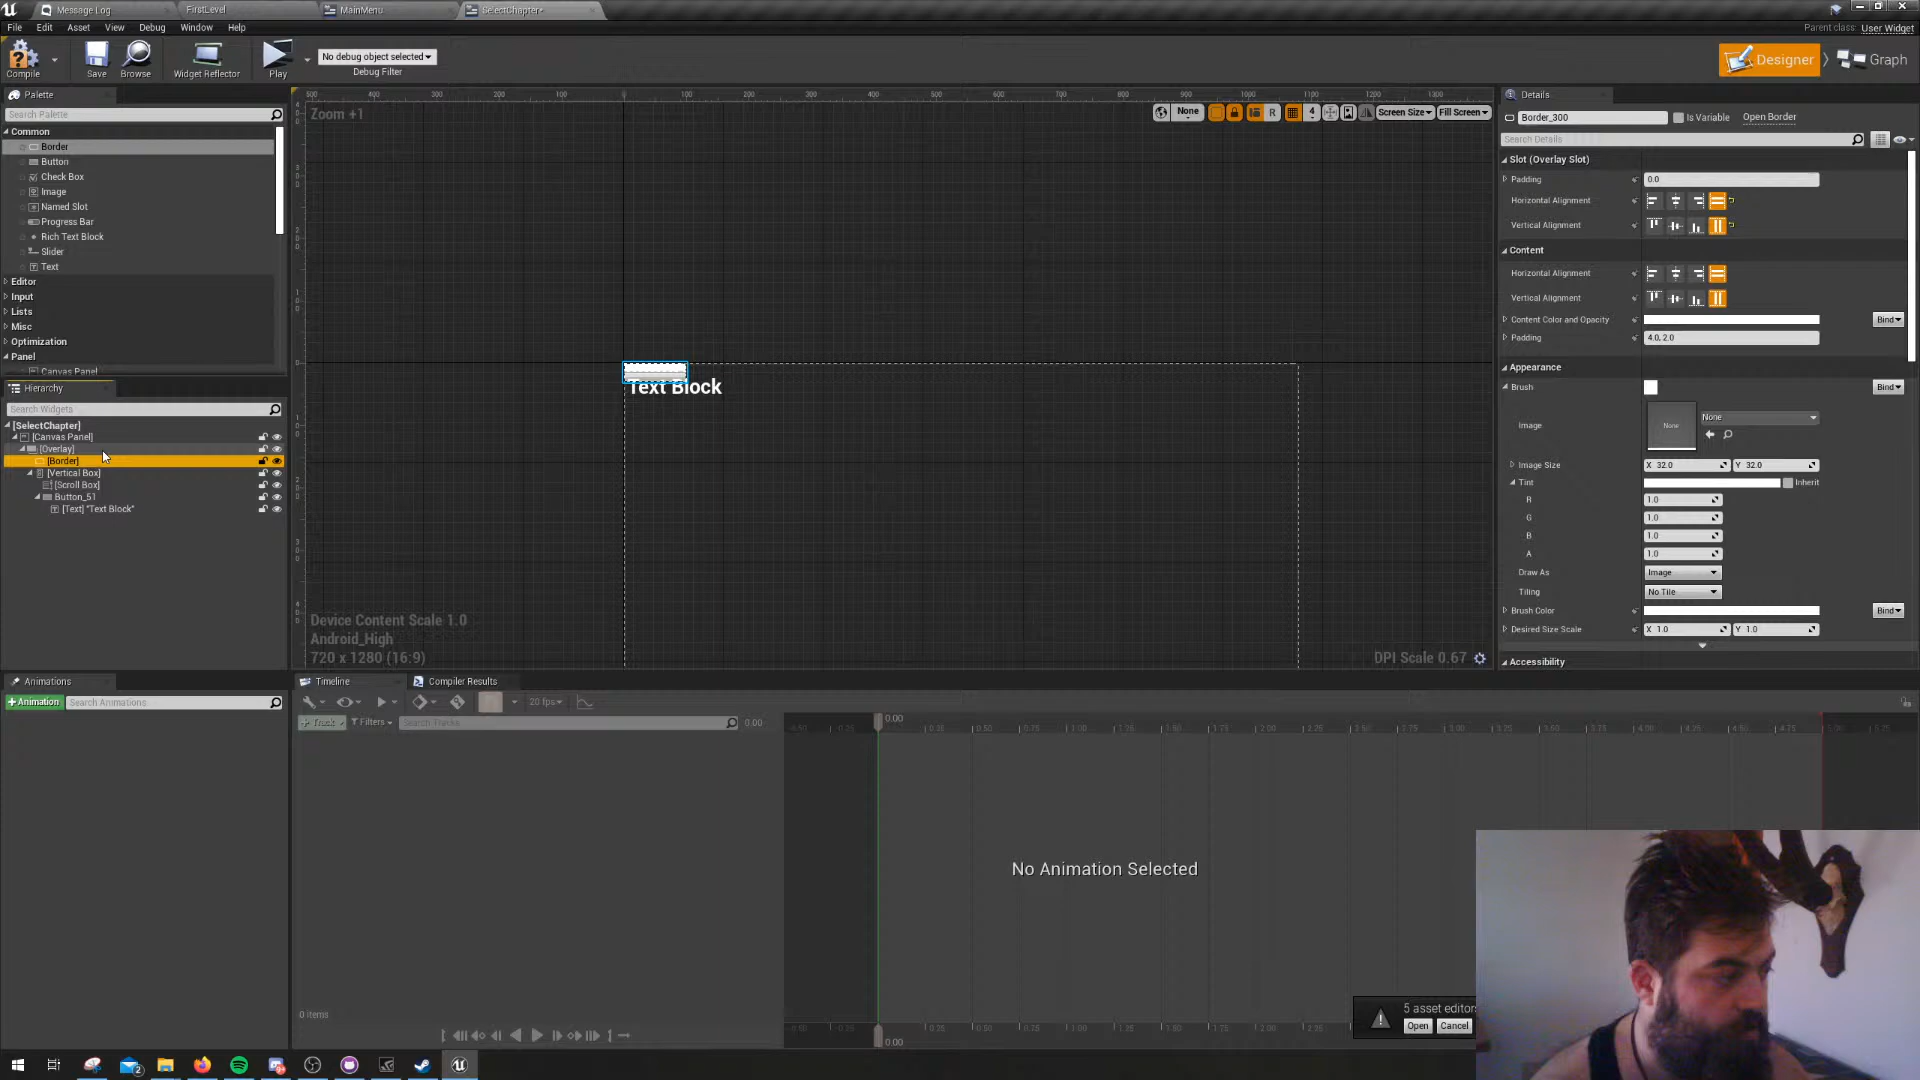 Message Log
FirstLevel
MainMenu
SelectChapter*
File Edit Asset View Debug Window Help
Parent class: User Widget
Compile
Save
Browse
Widget Reflector
Play
No debug object selected
Debug Filter
Designer
Graph
Palette
Search Palette
Common
Border
Button
Check Box
Image
Named Slot
Progress Bar
Rich Text Block
Slider
Text
Editor
Input
Lists
Misc
Optimization
Panel
Canvas Panel
Hierarchy
Search Widgets
[SelectChapter]
[Canvas Panel]
[Overlay]
[Border]
[Vertical Box]
[Scroll Box]
Button_51
[Text] "Text Block"
Zoom +1
None
R
4
Screen Size
Fill Screen
Text Block
Device Content Scale 1.0
Android_High
720 x 1280 (16:9)
DPI Scale 0.67
Details
Border_300
Is Variable
Open Border
Search Details
Slot (Overlay Slot)
Padding 0.0
Horizontal Alignment
Vertical Alignment
Content
Horizontal Alignment
Vertical Alignment
Content Color and Opacity Bind
Padding 4.0, 2.0
Appearance
Brush Bind
Image None None
Image Size X 32.0 Y 32.0
Tint Inherit
R 1.0
G 1.0
B 1.0
A 1.0
Draw As Image
Tiling No Tile
Brush Color Bind
Desired Size Scale X 1.0 Y 1.0
Accessibility
Animations
+Animation Search Animations
Timeline
Compiler Results
20 fps
+ Track Filters Search Tracks 0.00
0.00
0 items
No Animation Selected
0.00
5 asset editors
Open Cancel